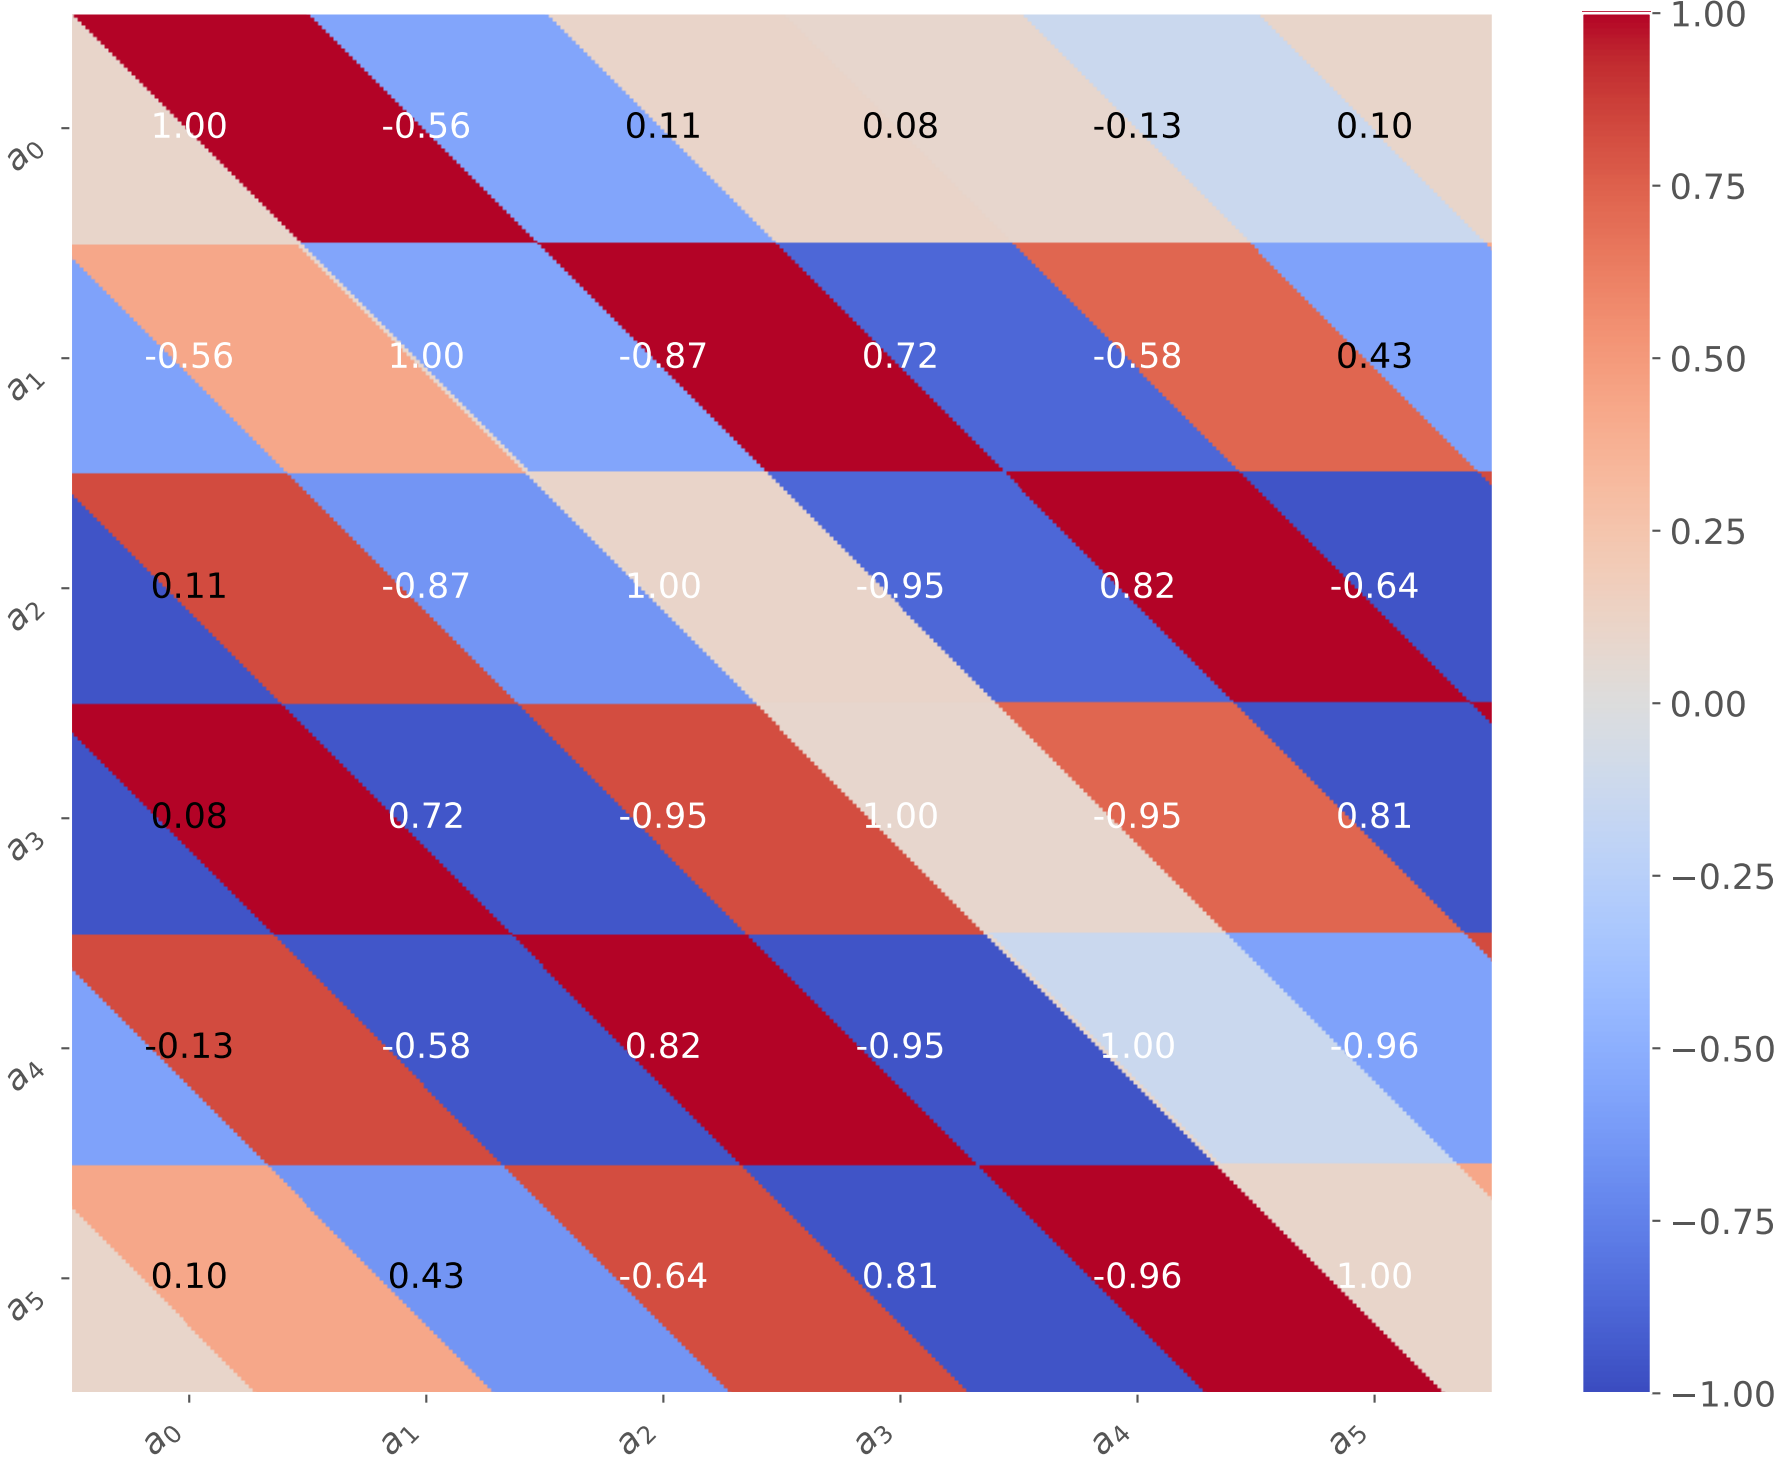 1.00
a0 1.00 -0.56 0.11 0.08 -0.13 0.10
0.75
a1 -0.56 1.00 -0.87 0.72 -0.58 0.43
0.50
0.25
a2 0.11 -0.87 1.00 -0.95 0.82 -0.64
0.00
a3 0.08 0.72 -0.95 1.00 -0.95 0.81
−0.25
a4 -0.13 -0.58 0.82 -0.95 1.00 -0.96
−0.50
−0.75
a5 0.10 0.43 -0.64 0.81 -0.96 1.00
−1.00
a0 a1 a2 a3 a4 a5